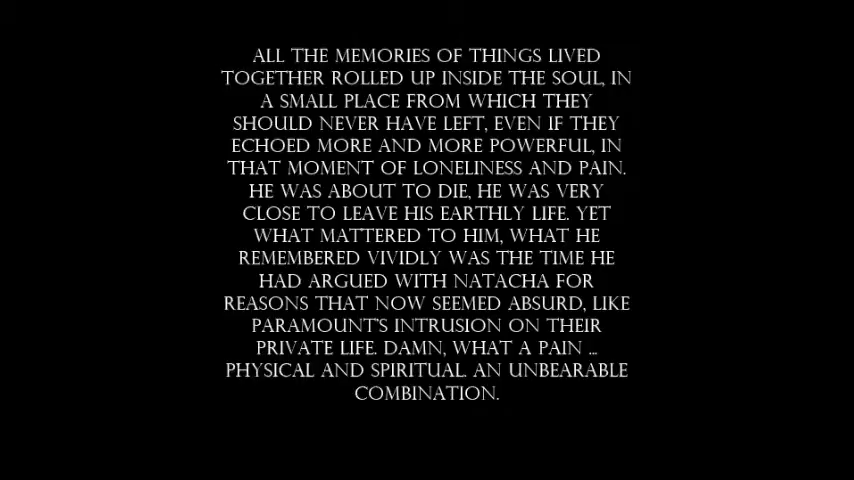 ALL THE MEMORIES OF THINGS LIVED
TOGETHER ROLLED UP INSIDE THE SOUL, IN
A SMALL PLACE FROM WHICH THEY
SHOULD NEVER HAVE LEFT, EVEN IF THEY
ECHOED MORE AND MORE POWERFUL, IN
THAT MOMENT OF LONELINESS AND PAIN.
HE WAS ABOUT TO DIE, HE WAS VERY
CLOSE TO LEAVE HIS EARTHLY LIFE. YET
WHAT MATTERED TO HIM, WHAT HE
REMEMBERED VIVIDLY WAS THE TIME HE
HAD ARGUED WITH NATACHA FOR
REASONS THAT NOW SEEMED ABSURD, LIKE
PARAMOUNT'S INTRUSION ON THEIR
PRIVATE LIFE. DAMN, WHAT A PAIN ...
PHYSICAL AND SPIRITUAL. AN UNBEARABLE
COMBINATION.